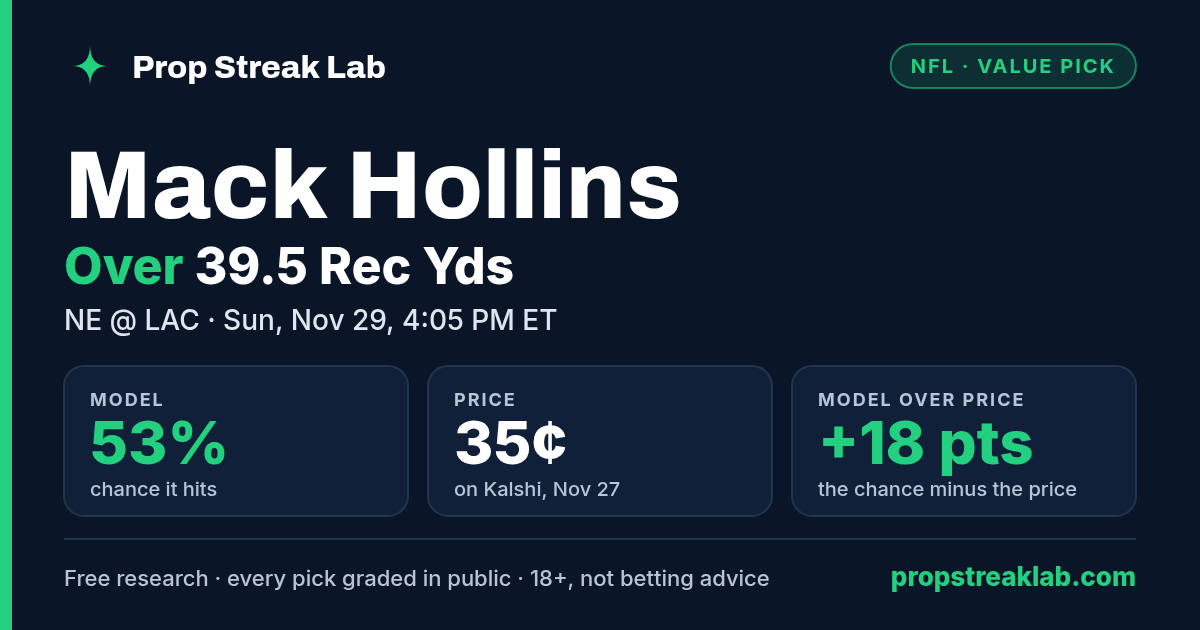 Prop Streak Lab
NFL · VALUE PICK
Mack Hollins
Over 39.5 Rec Yds
NE @ LAC · Sun, Nov 29, 4:05 PM ET
MODEL
53%
chance it hits
PRICE
35¢
on Kalshi, Nov 27
MODEL OVER PRICE
+18 pts
the chance minus the price
Free research · every pick graded in public · 18+, not betting advice
propstreaklab.com